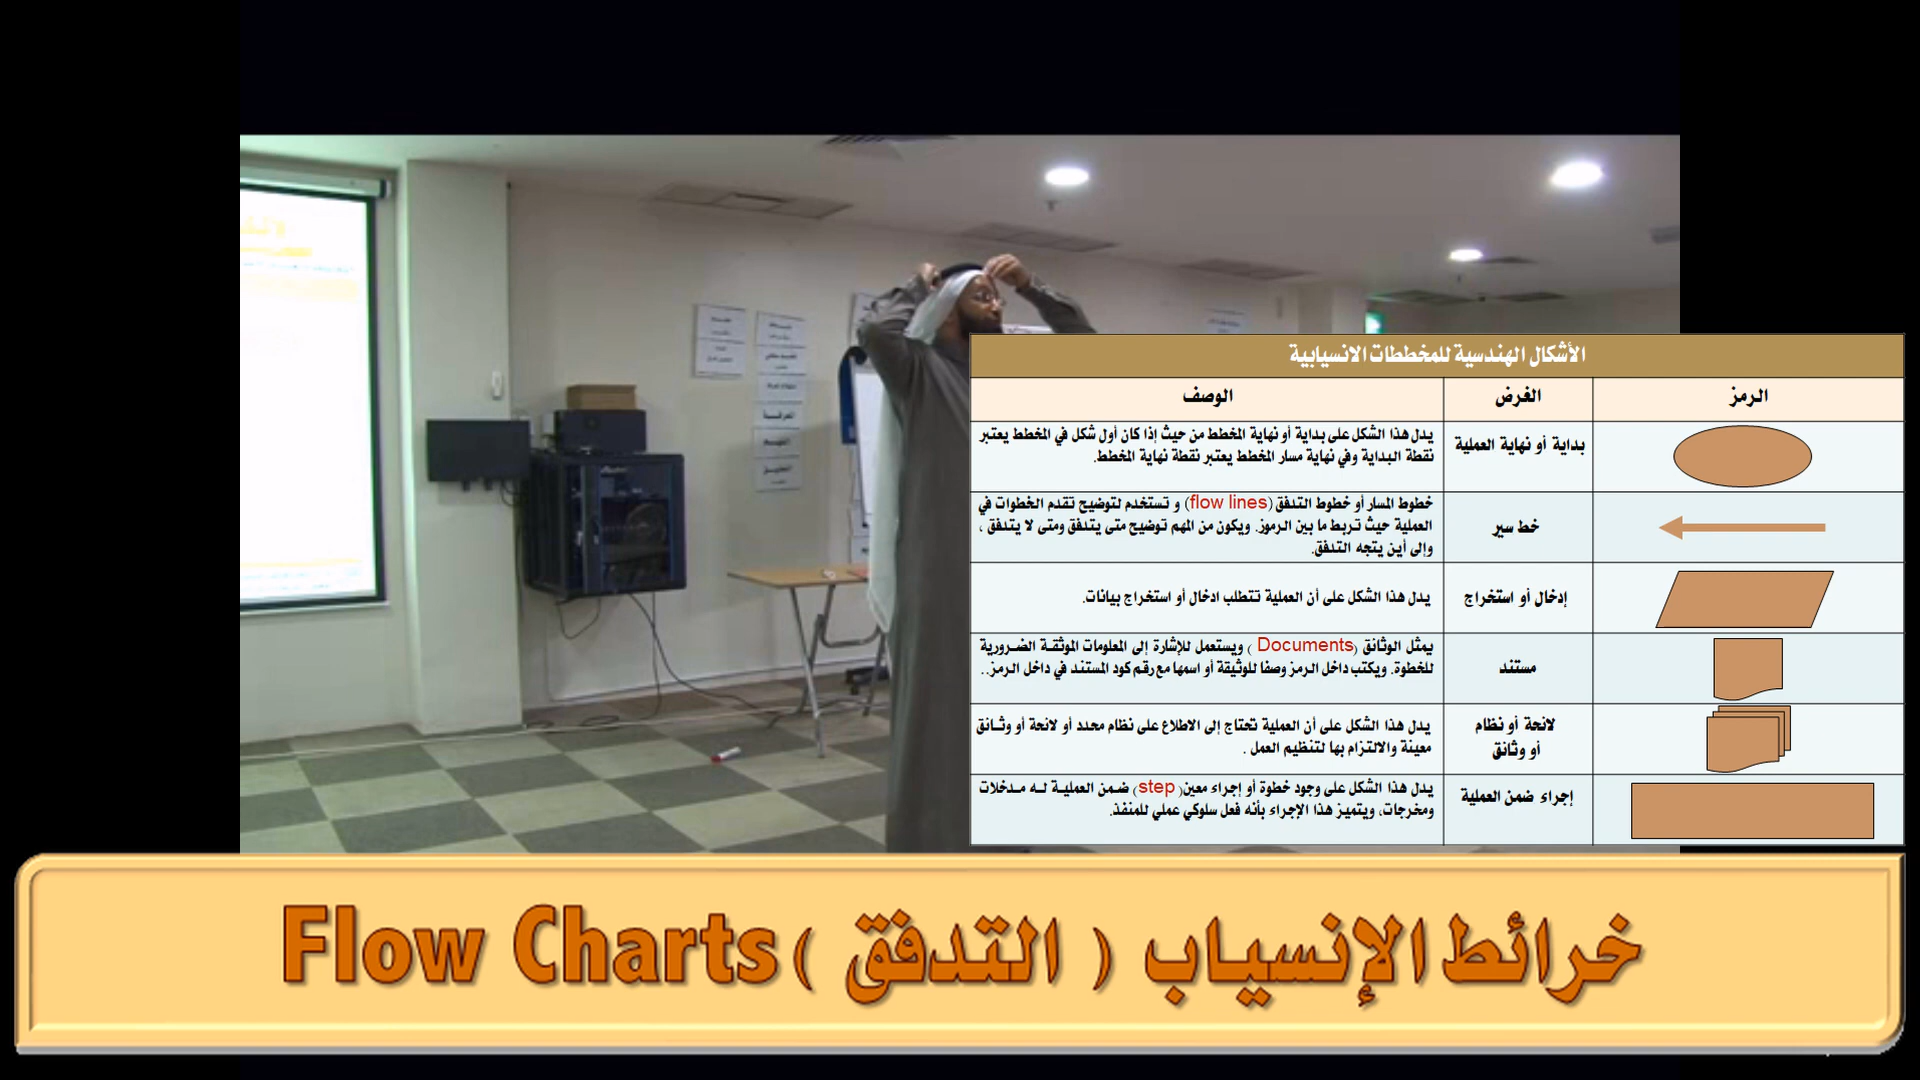 الأشكال الهندسية للمخططات الانسيابية
الرمز
الغرض
الوصف
بداية أو نهاية العملية
يدل هذا الشكل على بداية أو نهاية المخطط من حيث إذا كان أول شكل في المخطط يعتبر
نقطة البداية وفي نهاية مسار المخطط يعتبر نقطة نهاية المخطط.
خط سير
خطوط المسار أو خطوط التدفق (flow lines) و تستخدم لتوضيح تقدم الخطوات في
العملية حيث تربط ما بين الرموز. ويكون من المهم توضيح متى يتدفق ومتى لا يتدفق ،
وإلى أين يتجه التدفق.
إدخال أو استخراج
يدل هذا الشكل على أن العملية تتطلب ادخال أو استخراج بيانات.
مستند
يمثل الوثائق (Documents ) ويستعمل للإشارة إلى المعلومات الموثقة الضرورية
للخطوة. ويكتب داخل الرمز وصفا للوثيقة أو اسمها مع رقم كود المستند في داخل الرمز..
لائحة أو نظام
أو وثائق
يدل هذا الشكل على أن العملية تحتاج إلى الاطلاع على نظام محدد أو لائحة أو وثائق
معينة والالتزام بها لتنظيم العمل .
إجراء ضمن العملية
يدل هذا الشكل على وجود خطوة أو إجراء معين( step) ضمن العملية له مدخلات
ومخرجات، ويتميز هذا الإجراء بأنه فعل سلوكي عملي للمنفذ.
خرائط الإنسياب ( التدفق ) Flow Charts